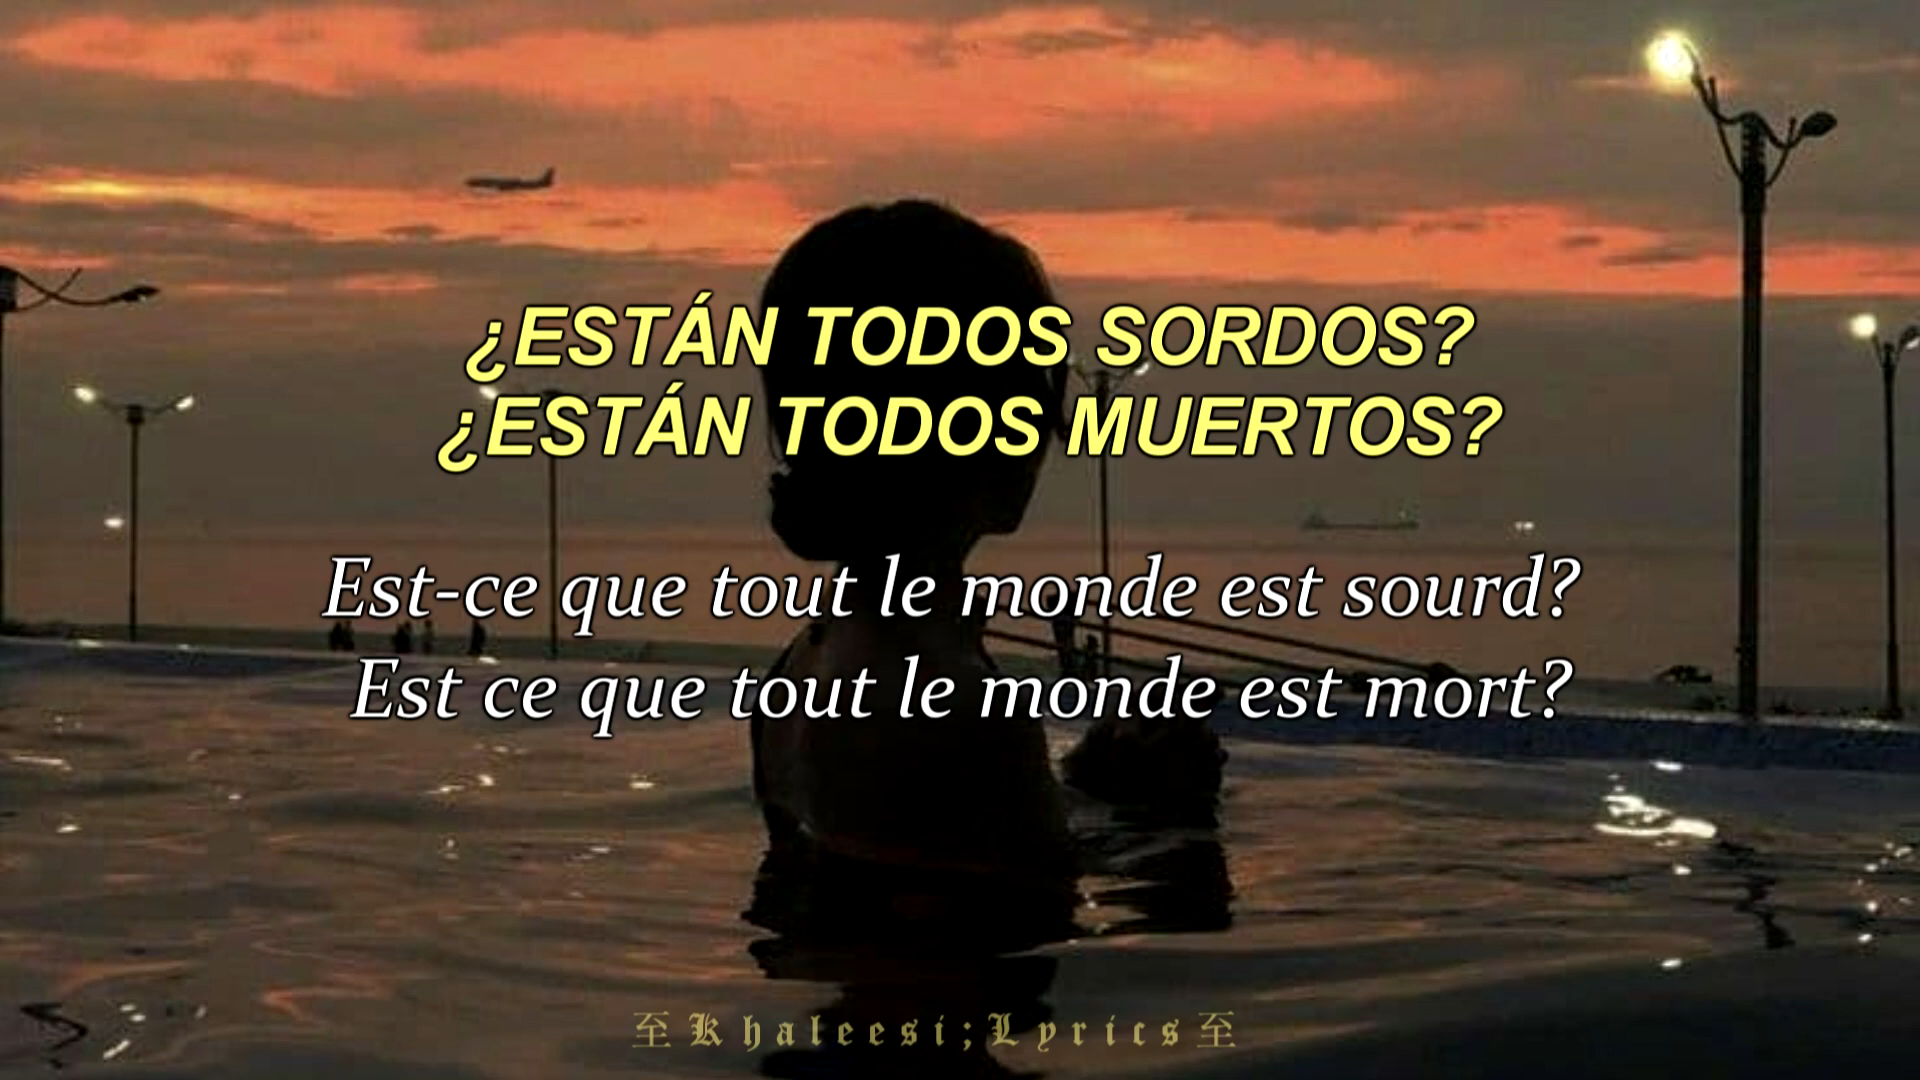 ¿ESTÁN TODOS SORDOS?
¿ESTÁN TODOS MUERTOS?
Est-ce que tout le monde est sourd?
Est ce que tout le monde est mort?
至Khaleesi;Lyrics至